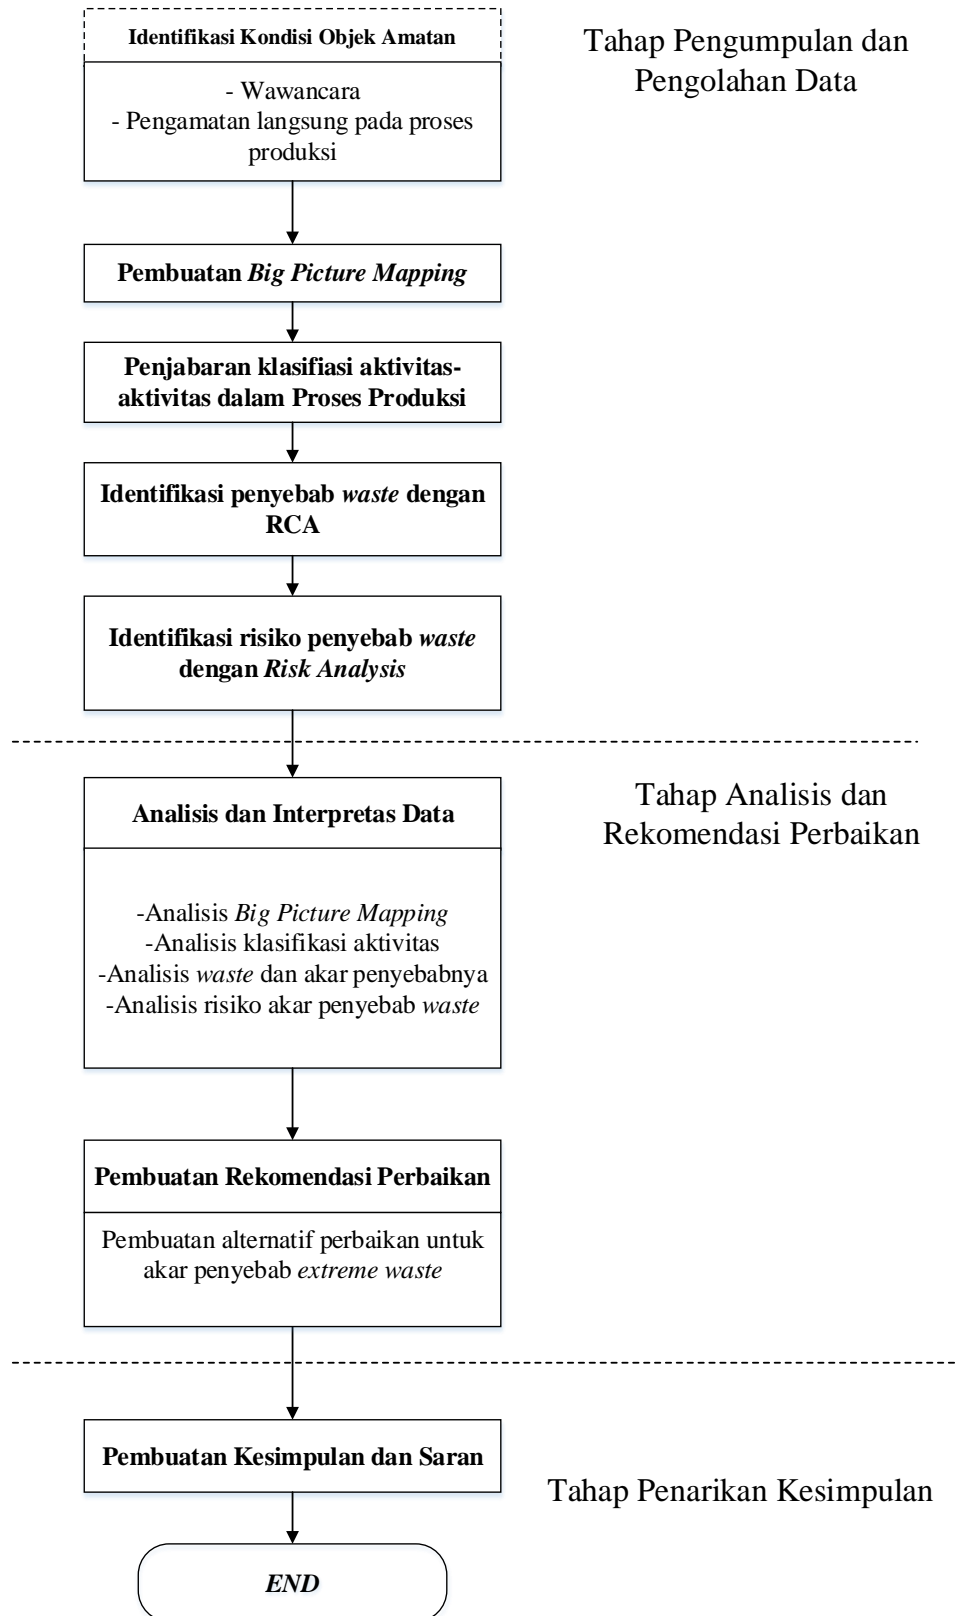 Identifikasi Kondisi Objek Amatan
Tahap Pengumpulan dan
Pengolahan Data
- Wawancara
- Pengamatan langsung pada proses
produksi
Pembuatan Big Picture Mapping
Penjabaran klasifiasi aktivitas-
aktivitas dalam Proses Produksi
Identifikasi penyebab waste dengan
RCA
Identifikasi risiko penyebab waste
dengan Risk Analysis
Analisis dan Interpretas Data
Tahap Analisis dan
Rekomendasi Perbaikan
-Analisis Big Picture Mapping
-Analisis klasifikasi aktivitas
-Analisis waste dan akar penyebabnya
-Analisis risiko akar penyebab waste
Pembuatan Rekomendasi Perbaikan
Pembuatan alternatif perbaikan untuk
akar penyebab extreme waste
Pembuatan Kesimpulan dan Saran
Tahap Penarikan Kesimpulan
END